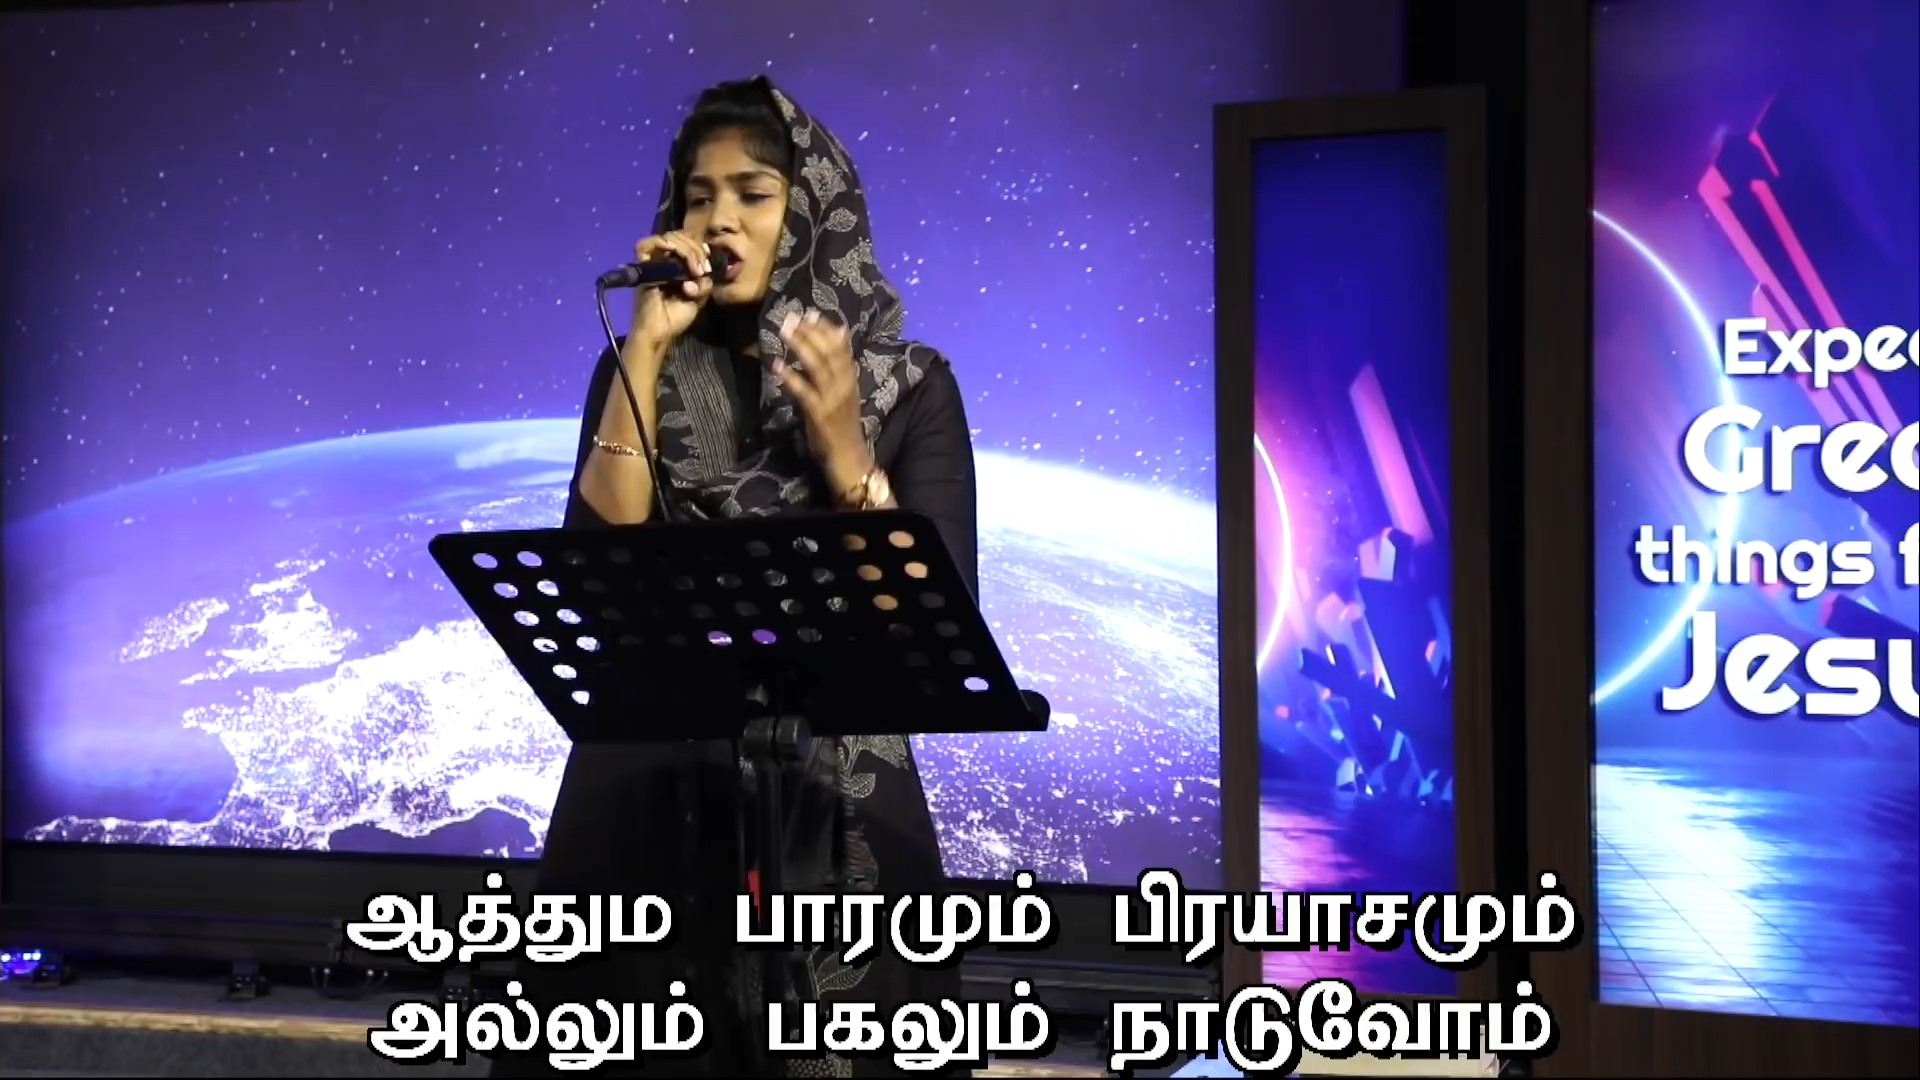 Expec
Grea
things f
Jesu
ஆத்தும பாரமும் பிரயாசமும்
அல்லும் பகலும் நாடுவோம்